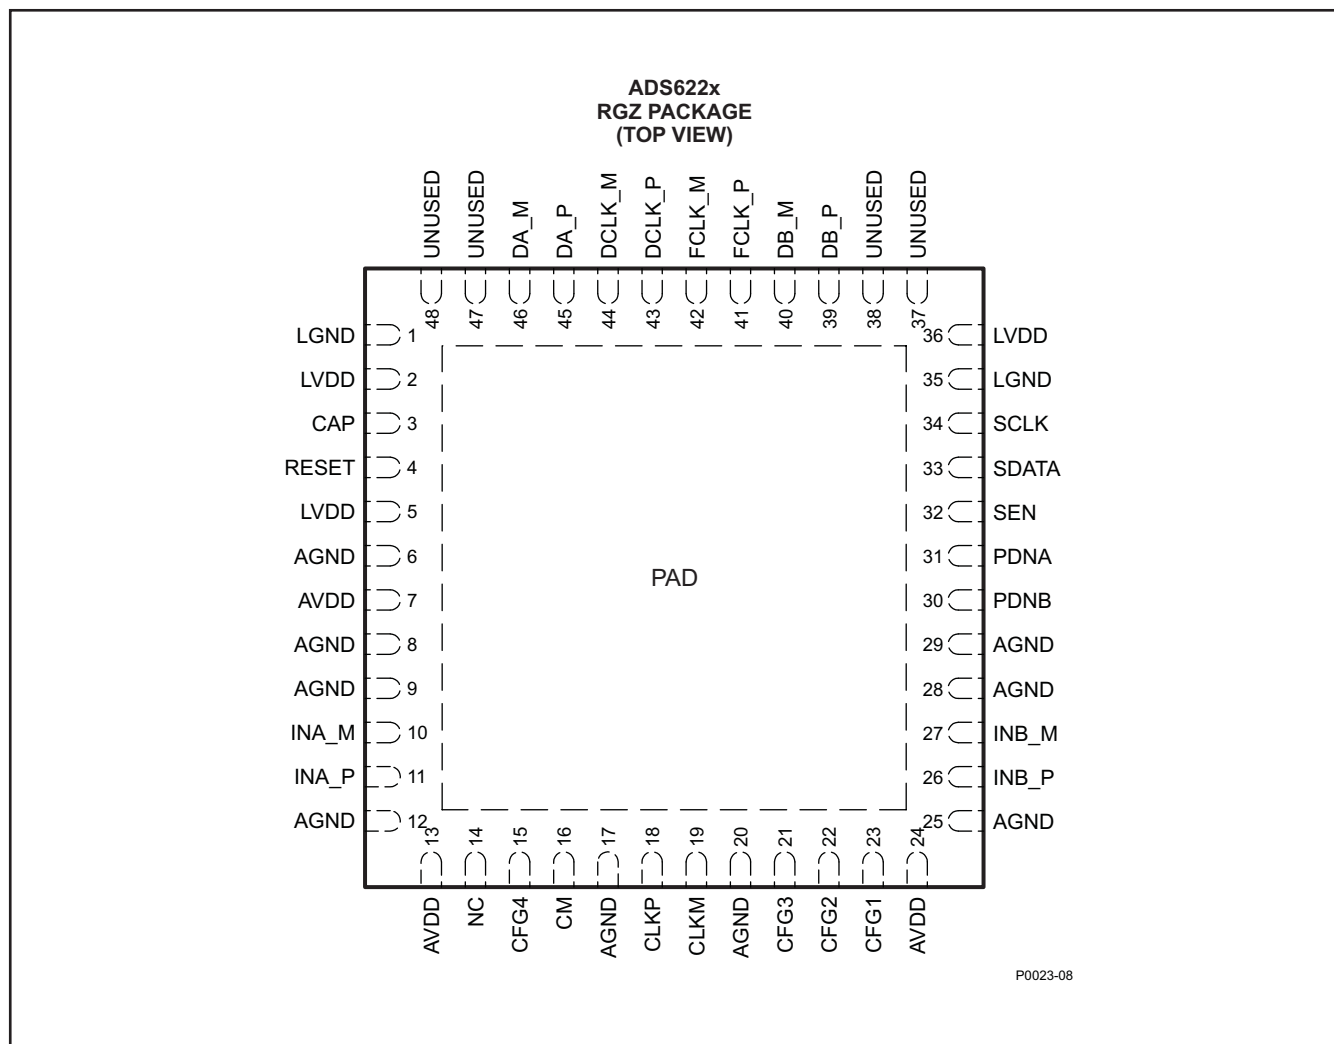 ADS622x
RGZ PACKAGE
(TOP VIEW)
UNUSED
UNUSED
DA_M
DA_P
DCLK_M
DCLK_P
FCLK_M
FCLK_P
DB_M
DB_P
UNUSED
UNUSED
48
47
46
45
44
43
42
41
40
39
38
37
LGND 1
LVDD 2
CAP 3
RESET 4
LVDD 5
AGND 6
AVDD 7
AGND 8
AGND 9
INA_M 10
INA_P 11
AGND 12
PAD
36 LVDD
35 LGND
34 SCLK
33 SDATA
32 SEN
31 PDNA
30 PDNB
29 AGND
28 AGND
27 INB_M
26 INB_P
25 AGND
13
14
15
16
17
18
19
20
21
22
23
24
AVDD
NC
CFG4
CM
AGND
CLKP
CLKM
AGND
CFG3
CFG2
CFG1
AVDD
P0023-08